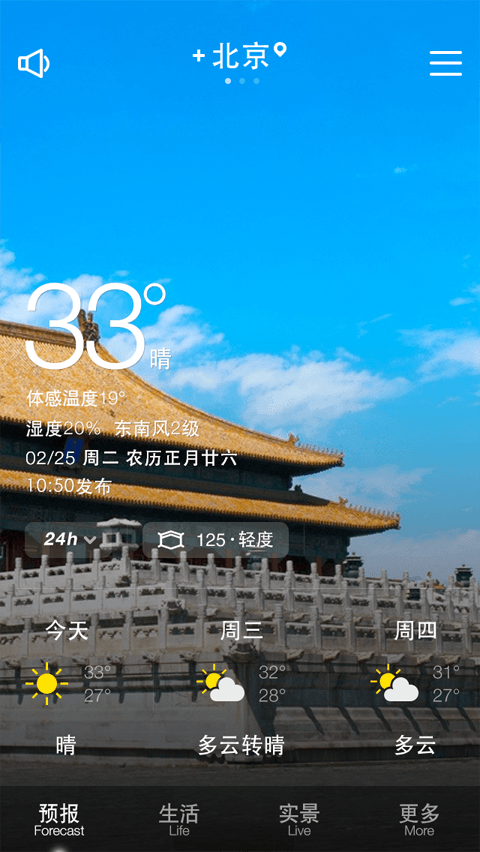 + 北京
33°
晴
体感温度19°
湿度20% 东南风2级
02/25 周二 农历正月廿六
10:50发布
24h 125·轻度
今天 周三 周四
33° 32° 31°
27° 28° 27°
晴 多云转晴 多云
预报 生活 实景 更多
Forecast Life Live More